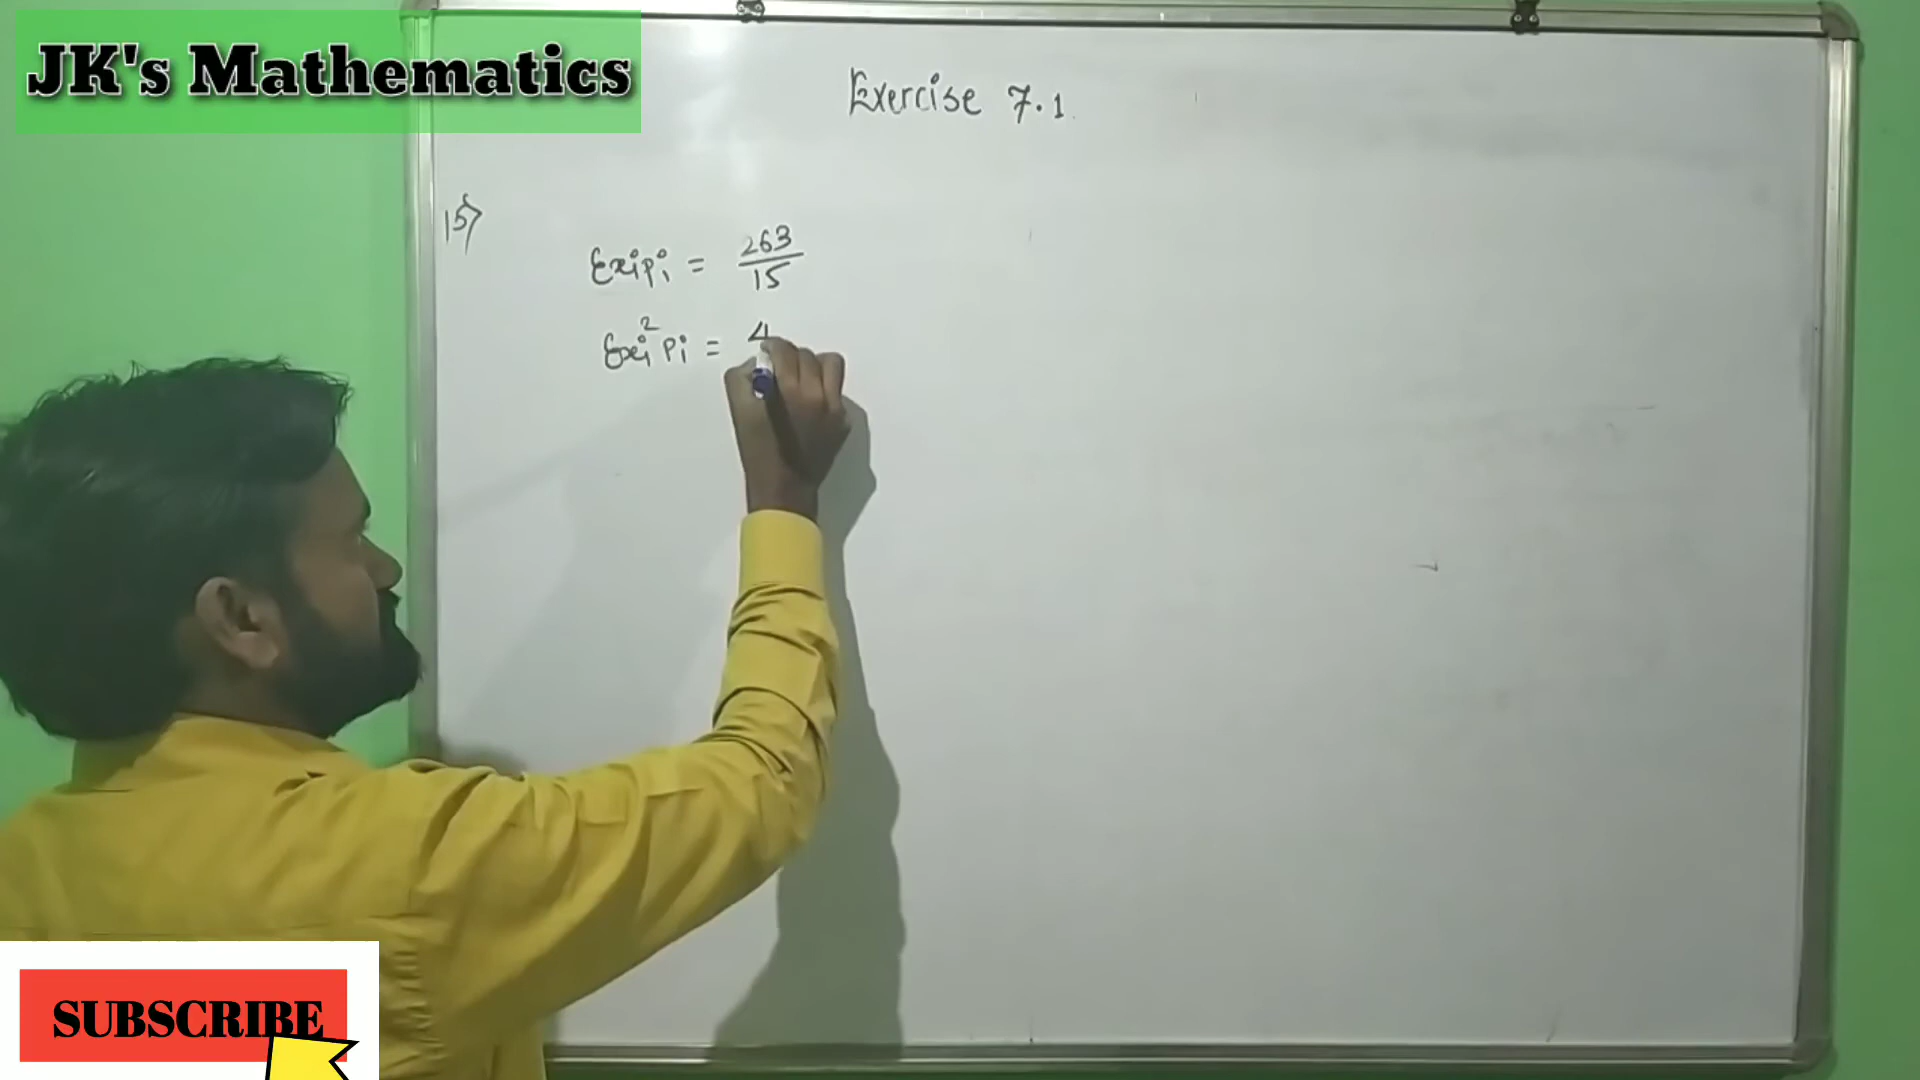 JK's Mathematics
Exercise 7.1
15)
Σxipi = 263/15
Σxi²pi = 4
SUBSCRIBE